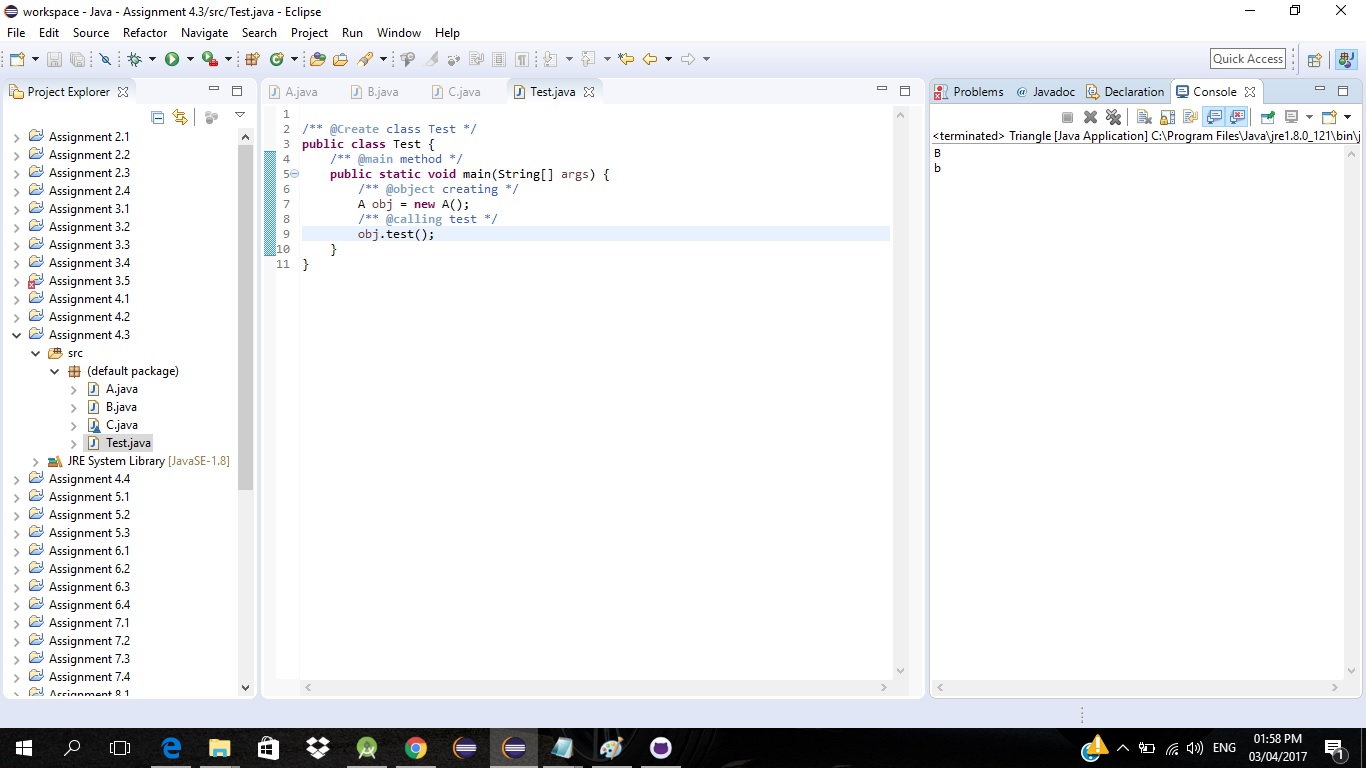 workspace - Java - Assignment 4.3/src/Test.java - Eclipse
File Edit Source Refactor Navigate Search Project Run Window Help
Quick Access
Project Explorer
Assignment 2.1
Assignment 2.2
Assignment 2.3
Assignment 2.4
Assignment 3.1
Assignment 3.2
Assignment 3.3
Assignment 3.4
Assignment 3.5
Assignment 4.1
Assignment 4.2
Assignment 4.3
src
(default package)
A.java
B.java
C.java
Test.java
JRE System Library [JavaSE-1.8]
Assignment 4.4
Assignment 5.1
Assignment 5.2
Assignment 5.3
Assignment 6.1
Assignment 6.2
Assignment 6.3
Assignment 6.4
Assignment 7.1
Assignment 7.2
Assignment 7.3
Assignment 7.4
Assignment 8.1
A.java B.java C.java Test.java
1
2 /** @Create class Test */
3 public class Test {
4 /** @main method */
5 public static void main(String[] args) {
6 /** @object creating */
7 A obj = new A();
8 /** @calling test */
9 obj.test();
10 }
11 }
Problems @ Javadoc Declaration Console
<terminated> Triangle [Java Application] C:\Program Files\Java\jre1.8.0_121\bin\j
B
b
ENG
01:58 PM
03/04/2017
1